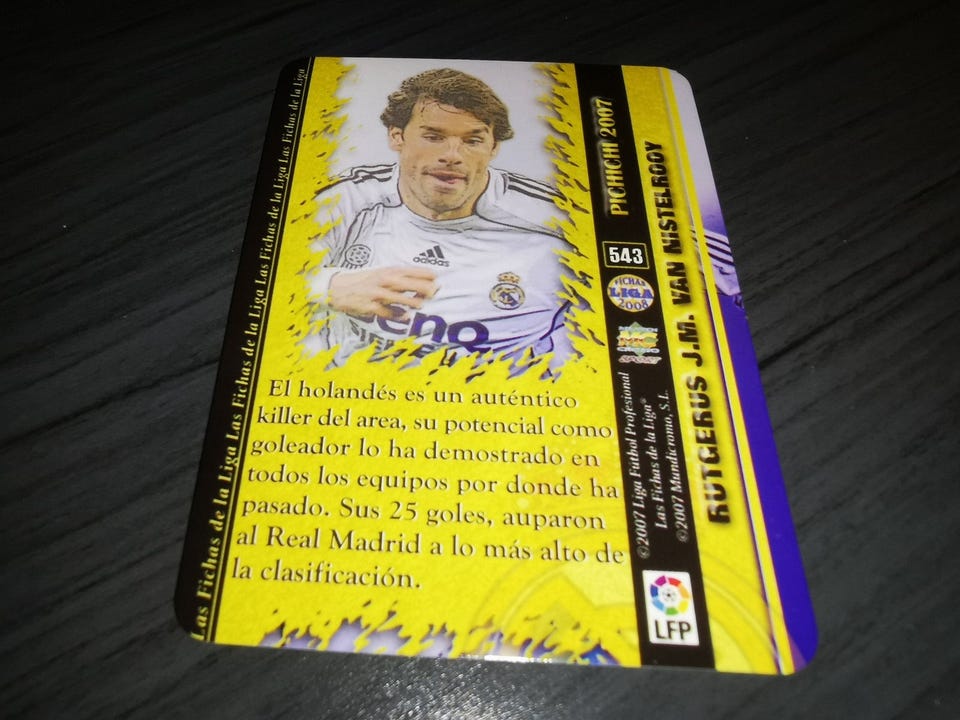 Las Fichas de la Liga Las Fichas de la Liga Las Fichas de la Liga Las Fichas de la Liga
adidas
BenQ
El holandés es un auténtico
killer del area, su potencial como
goleador lo ha demostrado en
todos los equipos por donde ha
pasado. Sus 25 goles, auparon
al Real Madrid a lo más alto de
la clasificación.
PICHICHI 2007
543
FICHAS
LIGA
2008
MC
SPORT
©2007 Liga Fútbol Profesional
Las Fichas de la Liga®
©2007 Mundicromo, S.L.
LFP
RUTGERUS J.M. VAN NISTELROOY